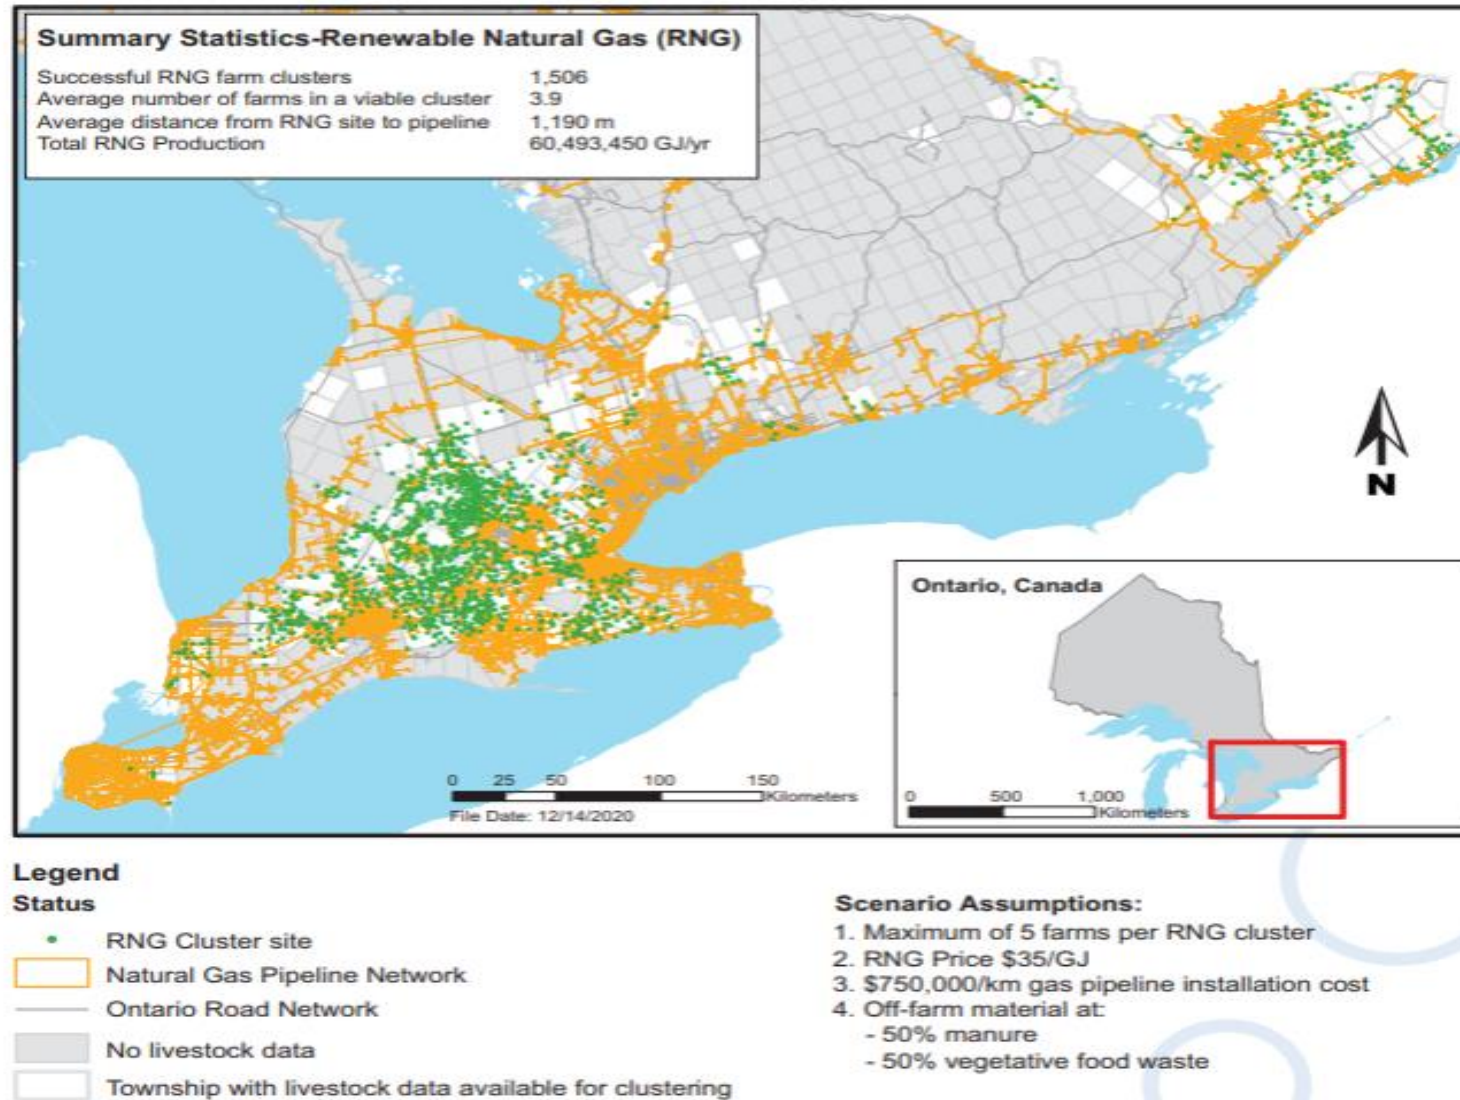 Summary Statistics-Renewable Natural Gas (RNG)
Successful RNG farm clusters 1,506
Average number of farms in a viable cluster 3.9
Average distance from RNG site to pipeline 1,190 m
Total RNG Production 60,493,450 GJ/yr
N
Ontario, Canada
0 500 1,000
Kilometers
0 25 50 100 150
Kilometers
File Date: 12/14/2020
Legend
Status
RNG Cluster site
Natural Gas Pipeline Network
Ontario Road Network
No livestock data
Township with livestock data available for clustering
Scenario Assumptions:
1. Maximum of 5 farms per RNG cluster
2. RNG Price $35/GJ
3. $750,000/km gas pipeline installation cost
4. Off-farm material at:
- 50% manure
- 50% vegetative food waste